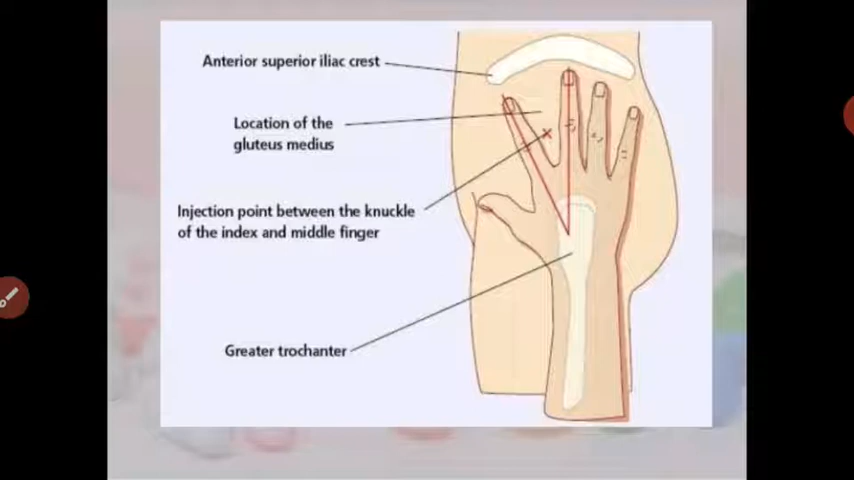 Anterior superior iliac crest
Location of the
gluteus medius
Injection point between the knuckle
of the index and middle finger
Greater trochanter